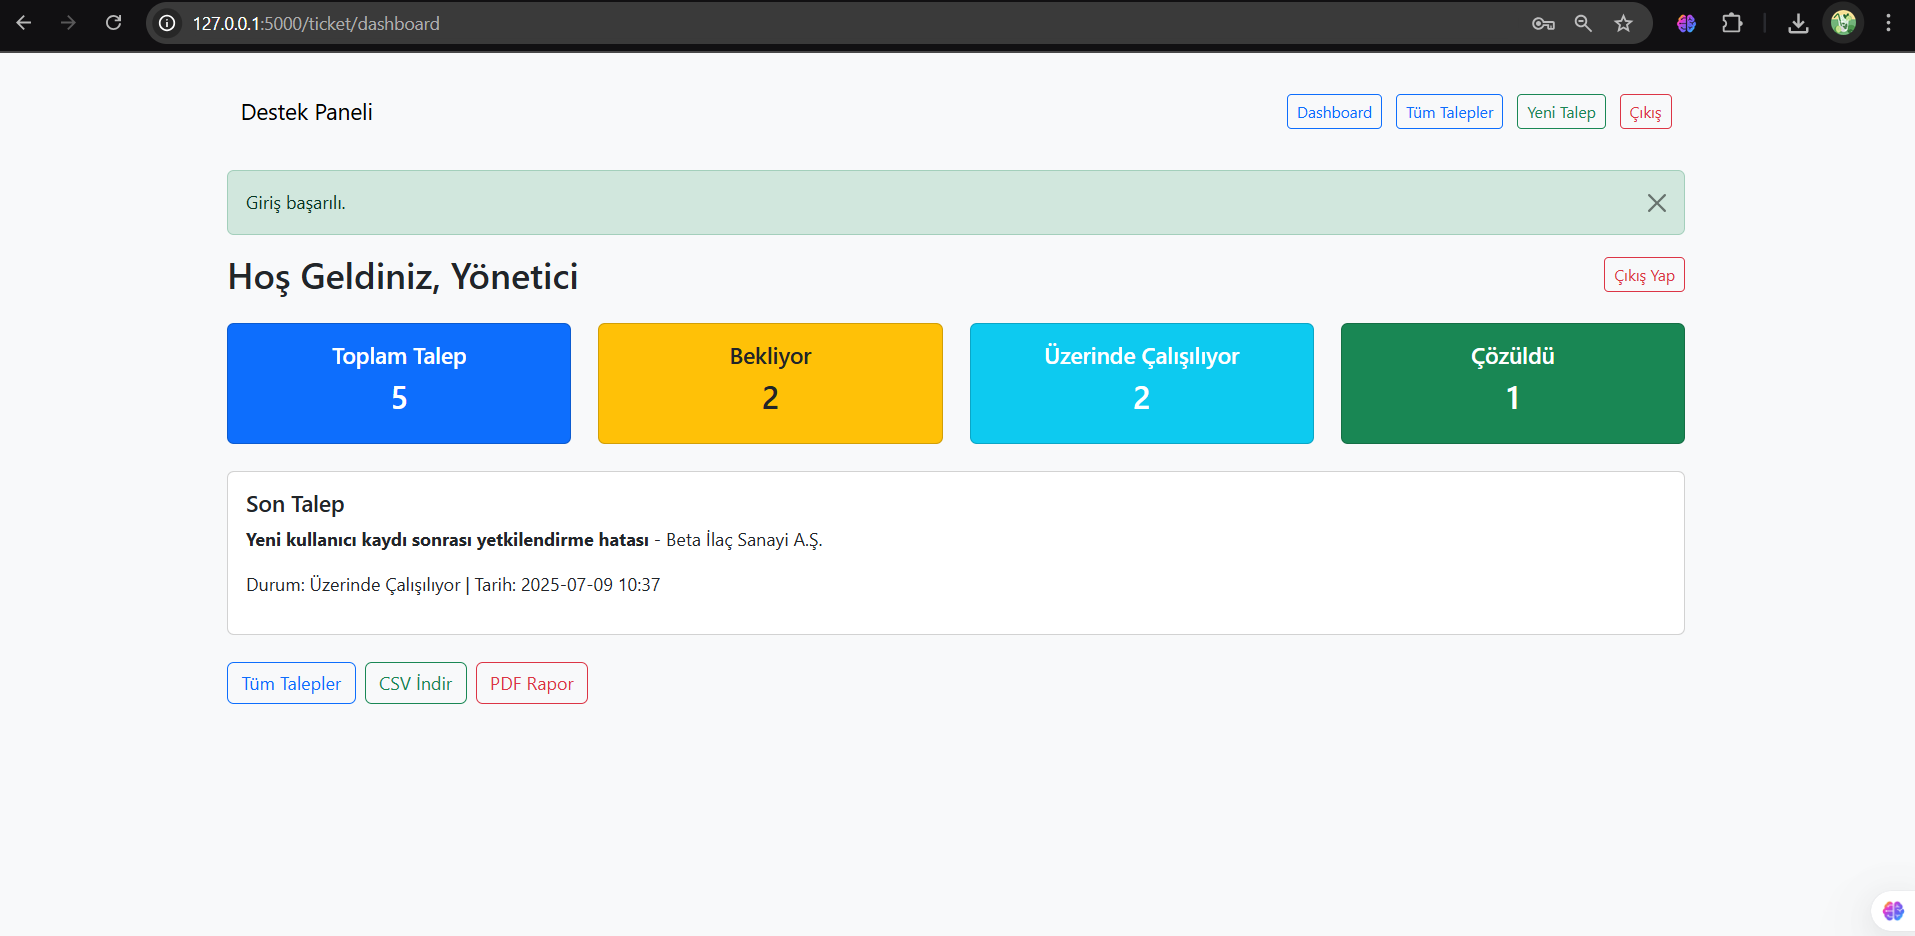 127.0.0.1:5000/ticket/dashboard
Destek Paneli
Dashboard
Tüm Talepler
Yeni Talep
Çıkış
Giriş başarılı.
Hoş Geldiniz, Yönetici
Çıkış Yap
Toplam Talep
5
Bekliyor
2
Üzerinde Çalışılıyor
2
Çözüldü
1
Son Talep
Yeni kullanıcı kaydı sonrası yetkilendirme hatası - Beta İlaç Sanayi A.Ş.
Durum: Üzerinde Çalışılıyor | Tarih: 2025-07-09 10:37
Tüm Talepler
CSV İndir
PDF Rapor